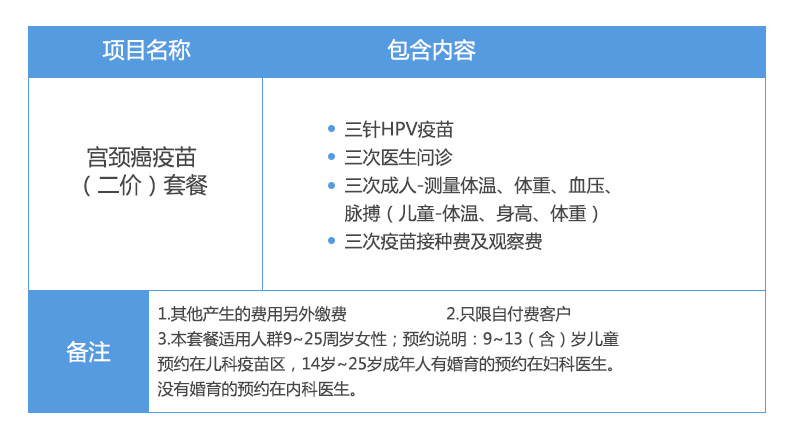 项目名称
包含内容
宫颈癌疫苗
（二价）套餐
三针HPV疫苗
三次医生问诊
三次成人-测量体温、体重、血压、
脉搏（儿童-体温、身高、体重）
三次疫苗接种费及观察费
备注
1.其他产生的费用另外缴费 2.只限自付费客户
3.本套餐适用人群9~25周岁女性；预约说明：9~13（含）岁儿童
预约在儿科疫苗区，14岁~25岁成年人有婚育的预约在妇科医生。
没有婚育的预约在内科医生。